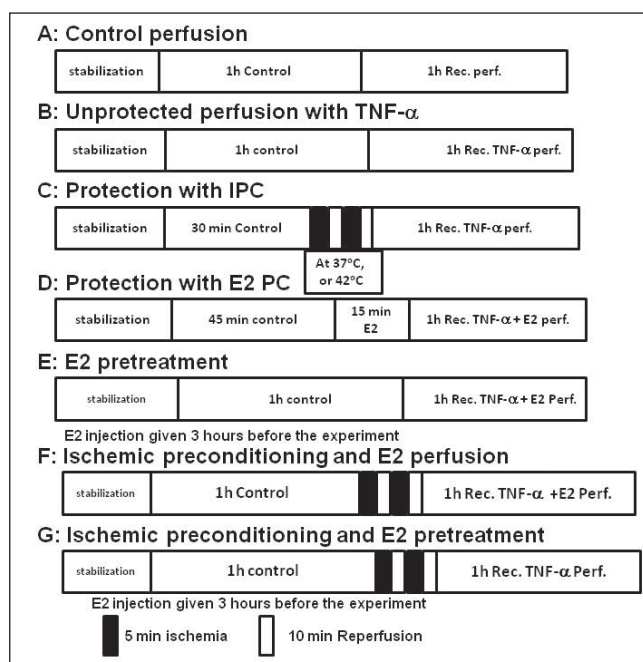 A: Control perfusion
stabilization 1h Control 1h Rec. perf.
B: Unprotected perfusion with TNF-α
stabilization 1h control 1h Rec. TNF-α perf.
C: Protection with IPC
stabilization 30 min Control 1h Rec. TNF-α perf.
At 37°C,
or 42°C
D: Protection with E2 PC
stabilization 45 min control 15 min
E2 1h Rec. TNF-α + E2 perf.
E: E2 pretreatment
stabilization 1h control 1h Rec. TNF-α + E2 Perf.
E2 injection given 3 hours before the experiment
F: Ischemic preconditioning and E2 perfusion
stabilization 1h Control 1h Rec. TNF-α +E2 Perf.
G: Ischemic preconditioning and E2 pretreatment
stabilization 1h control 1h Rec. TNF-α Perf.
E2 injection given 3 hours before the experiment
5 min ischemia 10 min Reperfusion